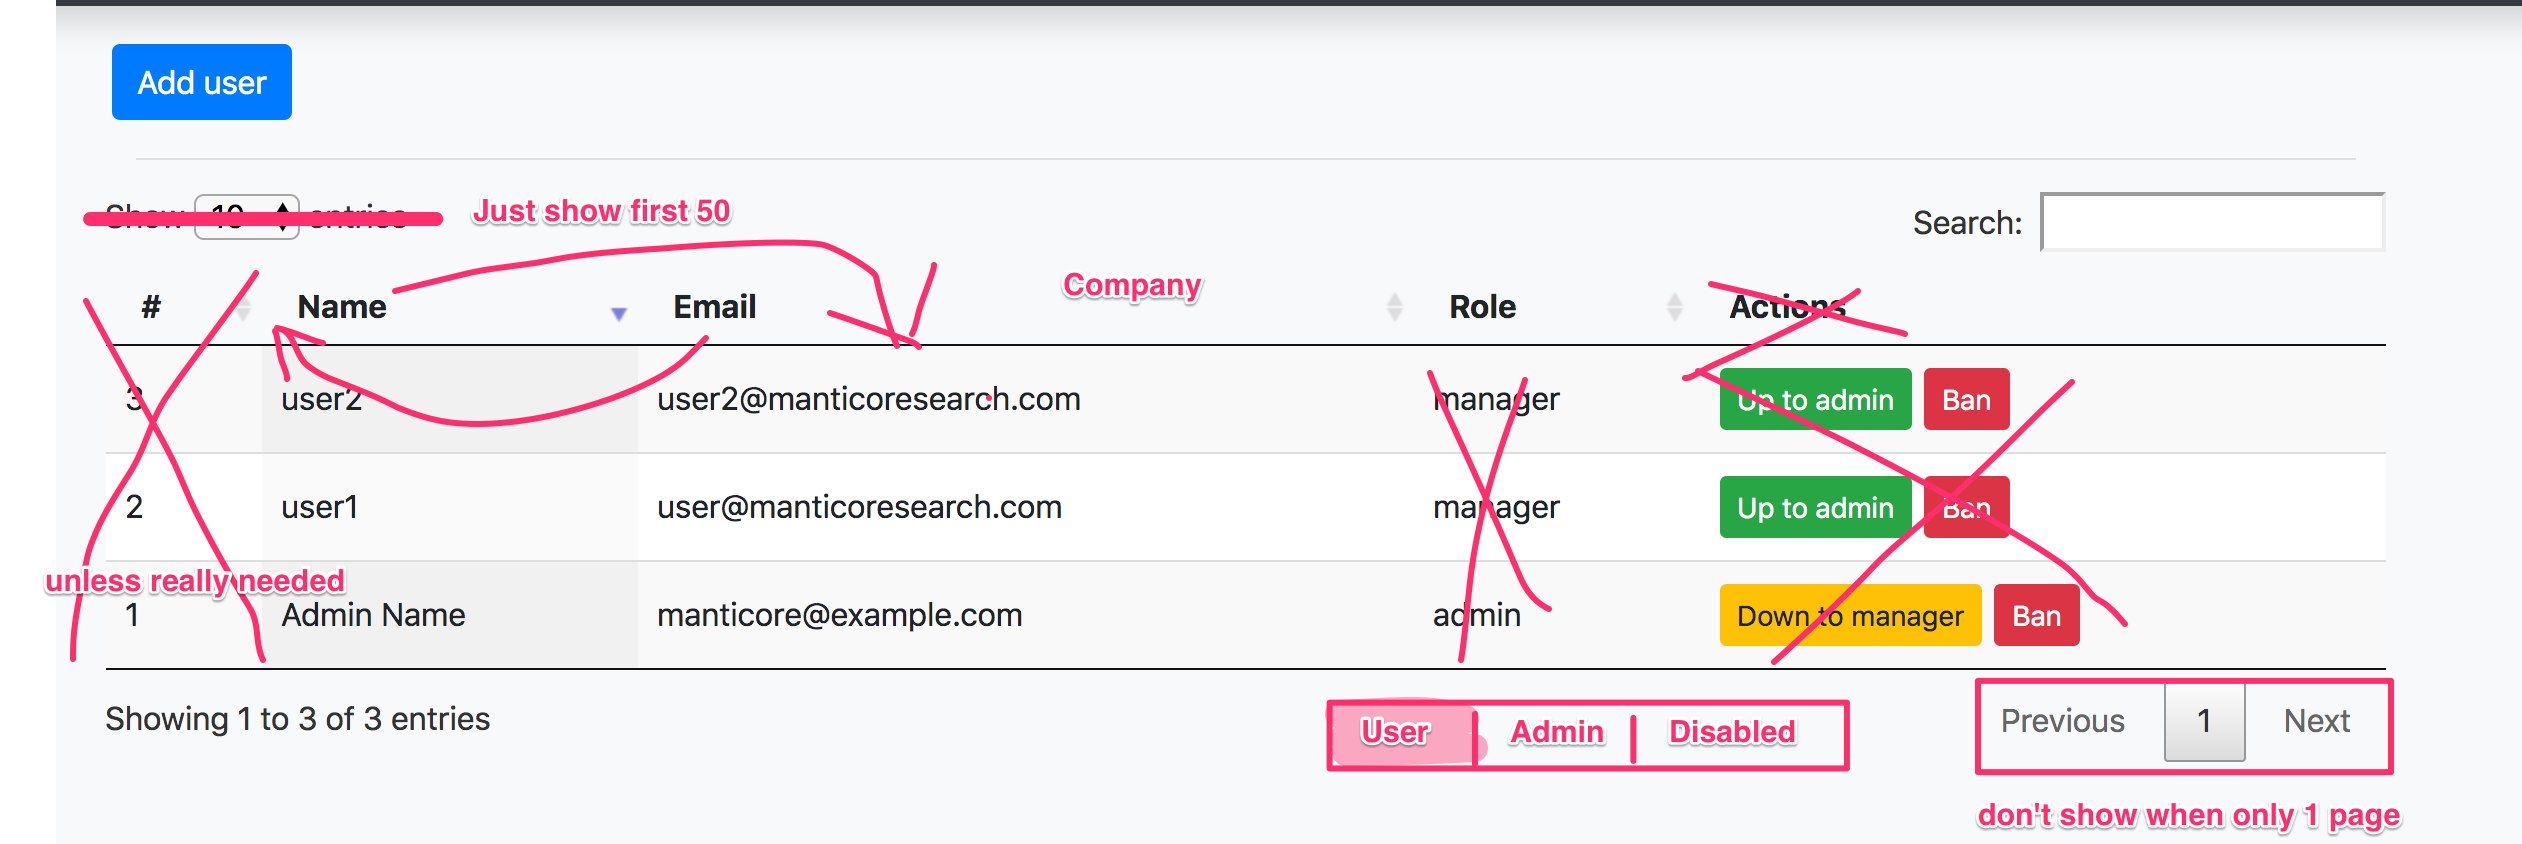 Add user
Show 10 entries Just show first 50 Search:
# Name Email Company Role Actions
3 user2 user2@manticoresearch.com manager Up to admin Ban
2 user1 user@manticoresearch.com manager Up to admin Ban
unless really needed
1 Admin Name manticore@example.com admin Down to manager Ban
Showing 1 to 3 of 3 entries User Admin Disabled Previous 1 Next
don't show when only 1 page